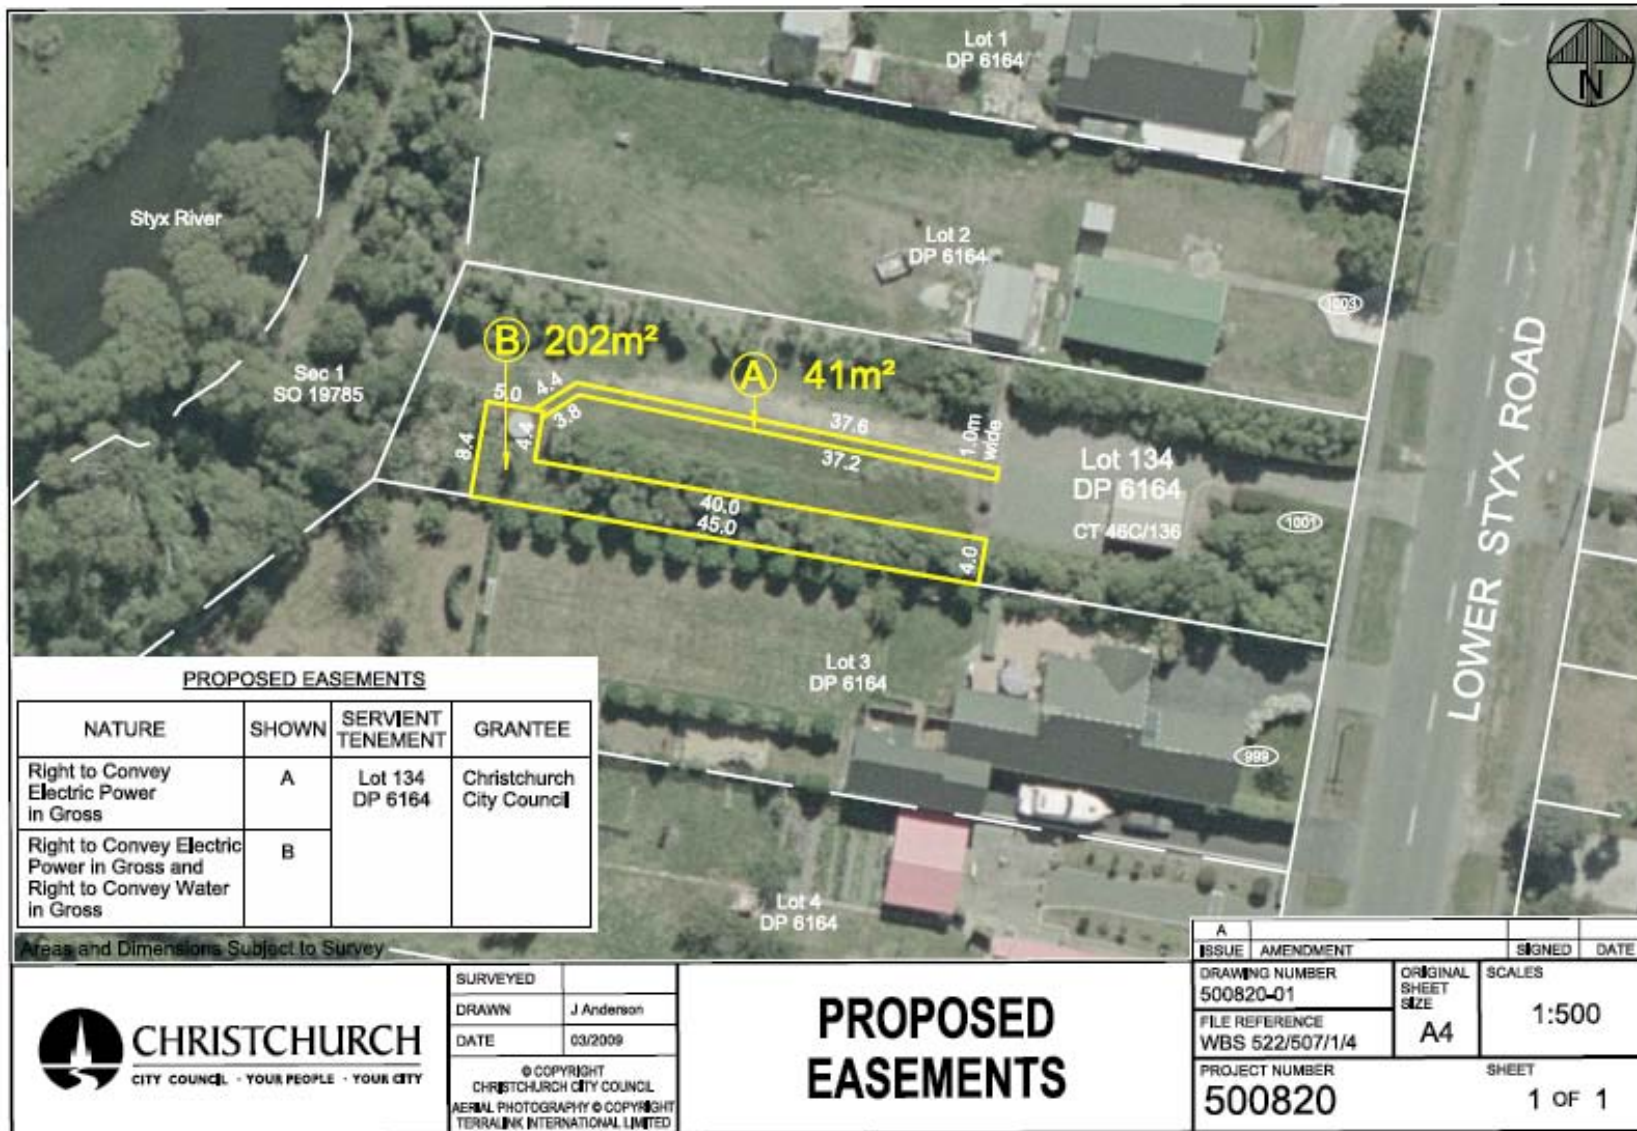 Lot 1
DP 6164
N
Styx River
Lot 2
DP 6164
1003
B 202m²
A 41m²
Sec 1
SO 19785
5.0
4.4
3.8
8.4
4.4
37.6
37.2
1.0m
wide
Lot 134
DP 6164
CT 46C/136
1001
40.0
45.0
4.0
LOWER STYX ROAD
Lot 3
DP 6164
999
Lot 4
DP 6164
PROPOSED EASEMENTS
NATURE SHOWN SERVIENT TENEMENT GRANTEE
Right to Convey
Electric Power
in Gross
A
Lot 134
DP 6164
Christchurch
City Council
Right to Convey Electric
Power in Gross and
Right to Convey Water
in Gross
B
Areas and Dimensions Subject to Survey
CHRISTCHURCH
CITY COUNCIL · YOUR PEOPLE · YOUR CITY
SURVEYED
DRAWN J Anderson
DATE 03/2009
© COPYRIGHT
CHRISTCHURCH CITY COUNCIL
AERIAL PHOTOGRAPHY © COPYRIGHT
TERRALINK INTERNATIONAL LIMITED
PROPOSED
EASEMENTS
A
ISSUE AMENDMENT SIGNED DATE
DRAWING NUMBER
500820-01
ORIGINAL
SHEET
SIZE
A4
SCALES
1:500
FILE REFERENCE
WBS 522/507/1/4
PROJECT NUMBER
500820
SHEET
1 OF 1